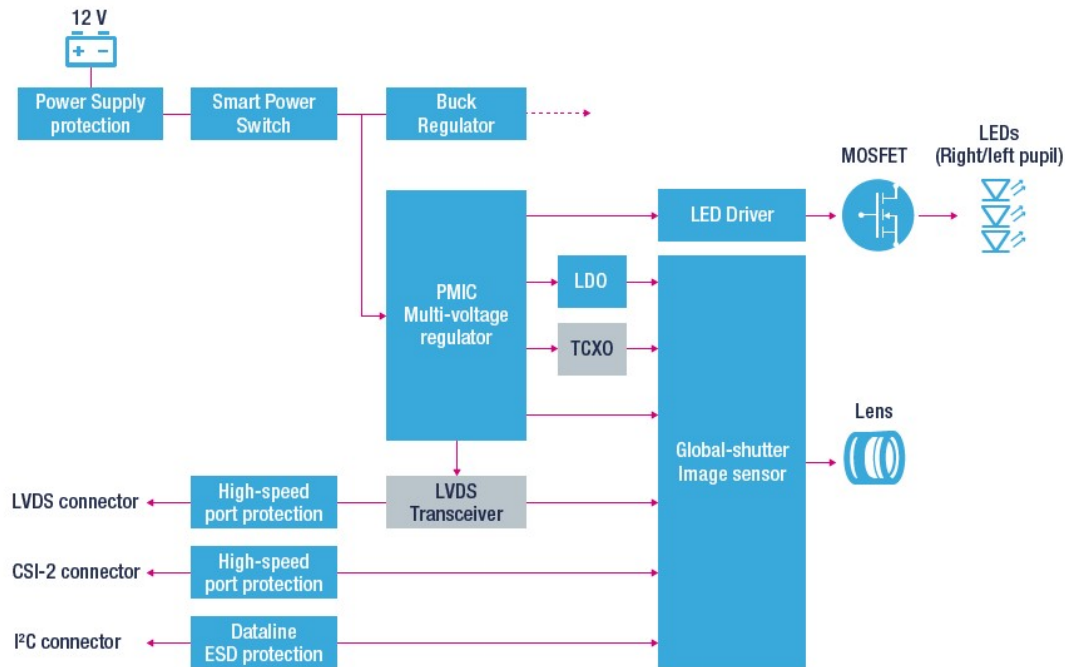 12 V
Power Supply
protection
Smart Power
Switch
Buck
Regulator
LEDs
(Right/left pupil)
MOSFET
LED Driver
PMIC
Multi-voltage
regulator
LDO
TCXO
Lens
Global-shutter
Image sensor
LVDS connector
High-speed
port protection
LVDS
Transceiver
CSI-2 connector
High-speed
port protection
I²C connector
Dataline
ESD protection